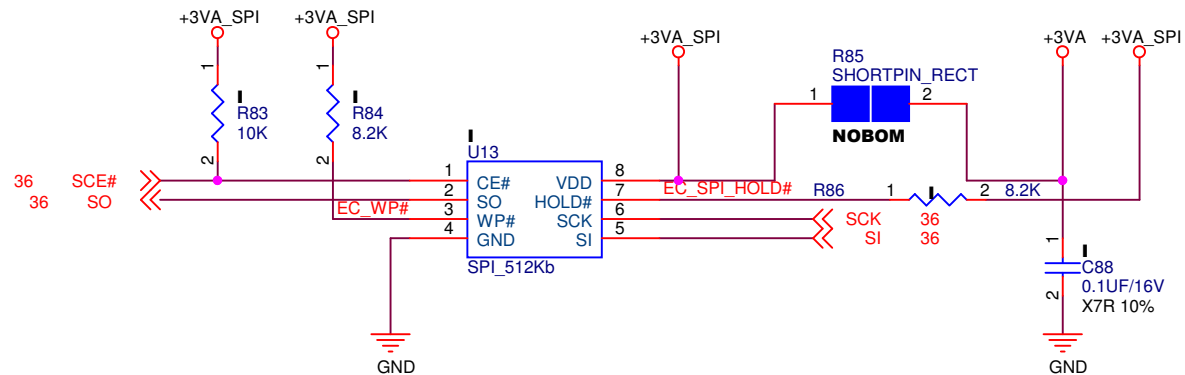 +3VA_SPI +3VA_SPI
+3VA_SPI +3VA +3VA_SPI
R85
SHORTPIN_RECT
1 2
NOBOM
1 1
I I
R83 R84
10K 8.2K
2 2
I
U13
36 SCE# 1 CE# VDD 8
36 SO 2 SO HOLD# 7 EC_SPI_HOLD# R86 1 I 2 8.2K
EC_WP# 3 WP# SCK 6 SCK 36
4 GND SI 5 SI 36
SPI_512Kb
1
I
C88
0.1UF/16V
2 X7R 10%
GND GND